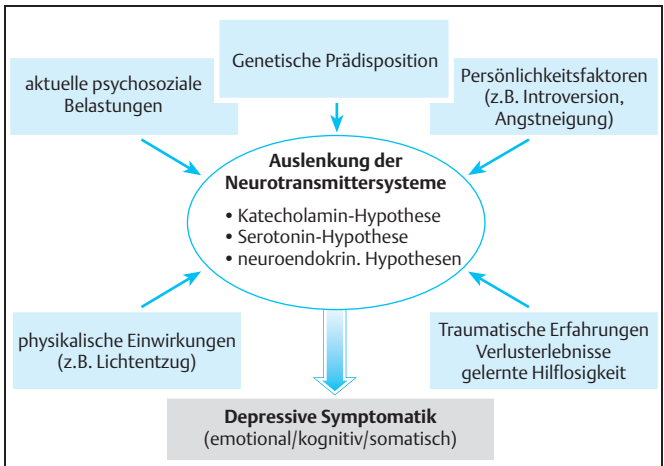 Genetische Prädisposition
aktuelle psychosoziale
Belastungen
Persönlichkeitsfaktoren
(z.B. Introversion,
Angstneigung)
Auslenkung der
Neurotransmittersysteme
• Katecholamin-Hypothese
• Serotonin-Hypothese
• neuroendokrin. Hypothesen
physikalische Einwirkungen
(z.B. Lichtentzug)
Traumatische Erfahrungen
Verlusterlebnisse
gelernte Hilflosigkeit
Depressive Symptomatik
(emotional/kognitiv/somatisch)